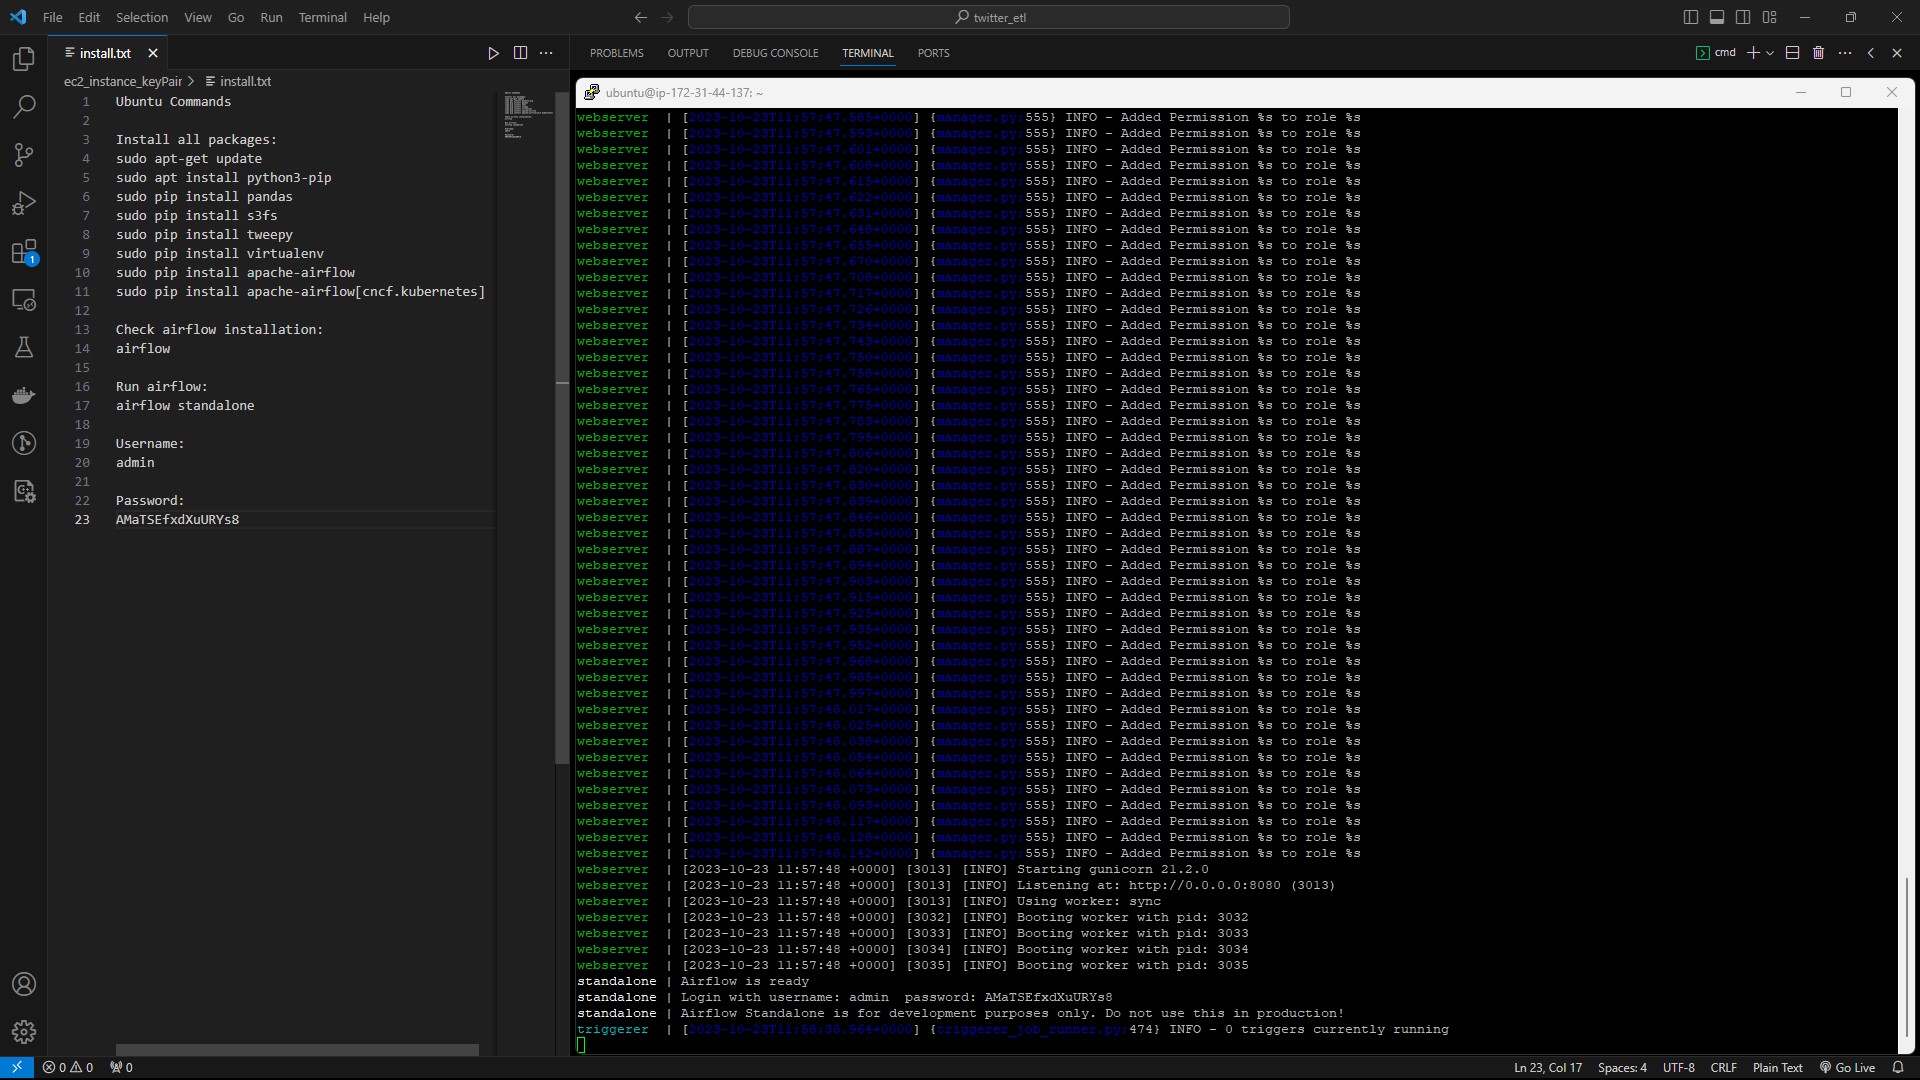 File Edit Selection View Go Run Terminal Help
twitter_etl
install.txt
PROBLEMS OUTPUT DEBUG CONSOLE TERMINAL PORTS
cmd
ec2_instance_keyPair > install.txt
1 Ubuntu Commands
2
3 Install all packages:
4 sudo apt-get update
5 sudo apt install python3-pip
6 sudo pip install pandas
7 sudo pip install s3fs
8 sudo pip install tweepy
9 sudo pip install virtualenv
10 sudo pip install apache-airflow
11 sudo pip install apache-airflow[cncf.kubernetes]
12
13 Check airflow installation:
14 airflow
15
16 Run airflow:
17 airflow standalone
18
19 Username:
20 admin
21
22 Password:
23 AMaTSEfxdXuURYs8
1
ubuntu@ip-172-31-44-137: ~
webserver | [2023-10-23T11:57:47.585+0000] {manager.py:555} INFO - Added Permission %s to role %s
webserver | [2023-10-23T11:57:47.593+0000] {manager.py:555} INFO - Added Permission %s to role %s
webserver | [2023-10-23T11:57:47.601+0000] {manager.py:555} INFO - Added Permission %s to role %s
webserver | [2023-10-23T11:57:47.608+0000] {manager.py:555} INFO - Added Permission %s to role %s
webserver | [2023-10-23T11:57:47.615+0000] {manager.py:555} INFO - Added Permission %s to role %s
webserver | [2023-10-23T11:57:47.622+0000] {manager.py:555} INFO - Added Permission %s to role %s
webserver | [2023-10-23T11:57:47.631+0000] {manager.py:555} INFO - Added Permission %s to role %s
webserver | [2023-10-23T11:57:47.648+0000] {manager.py:555} INFO - Added Permission %s to role %s
webserver | [2023-10-23T11:57:47.655+0000] {manager.py:555} INFO - Added Permission %s to role %s
webserver | [2023-10-23T11:57:47.670+0000] {manager.py:555} INFO - Added Permission %s to role %s
webserver | [2023-10-23T11:57:47.708+0000] {manager.py:555} INFO - Added Permission %s to role %s
webserver | [2023-10-23T11:57:47.717+0000] {manager.py:555} INFO - Added Permission %s to role %s
webserver | [2023-10-23T11:57:47.726+0000] {manager.py:555} INFO - Added Permission %s to role %s
webserver | [2023-10-23T11:57:47.734+0000] {manager.py:555} INFO - Added Permission %s to role %s
webserver | [2023-10-23T11:57:47.743+0000] {manager.py:555} INFO - Added Permission %s to role %s
webserver | [2023-10-23T11:57:47.750+0000] {manager.py:555} INFO - Added Permission %s to role %s
webserver | [2023-10-23T11:57:47.758+0000] {manager.py:555} INFO - Added Permission %s to role %s
webserver | [2023-10-23T11:57:47.765+0000] {manager.py:555} INFO - Added Permission %s to role %s
webserver | [2023-10-23T11:57:47.775+0000] {manager.py:555} INFO - Added Permission %s to role %s
webserver | [2023-10-23T11:57:47.783+0000] {manager.py:555} INFO - Added Permission %s to role %s
webserver | [2023-10-23T11:57:47.795+0000] {manager.py:555} INFO - Added Permission %s to role %s
webserver | [2023-10-23T11:57:47.806+0000] {manager.py:555} INFO - Added Permission %s to role %s
webserver | [2023-10-23T11:57:47.820+0000] {manager.py:555} INFO - Added Permission %s to role %s
webserver | [2023-10-23T11:57:47.830+0000] {manager.py:555} INFO - Added Permission %s to role %s
webserver | [2023-10-23T11:57:47.839+0000] {manager.py:555} INFO - Added Permission %s to role %s
webserver | [2023-10-23T11:57:47.846+0000] {manager.py:555} INFO - Added Permission %s to role %s
webserver | [2023-10-23T11:57:47.853+0000] {manager.py:555} INFO - Added Permission %s to role %s
webserver | [2023-10-23T11:57:47.887+0000] {manager.py:555} INFO - Added Permission %s to role %s
webserver | [2023-10-23T11:57:47.894+0000] {manager.py:555} INFO - Added Permission %s to role %s
webserver | [2023-10-23T11:57:47.903+0000] {manager.py:555} INFO - Added Permission %s to role %s
webserver | [2023-10-23T11:57:47.915+0000] {manager.py:555} INFO - Added Permission %s to role %s
webserver | [2023-10-23T11:57:47.925+0000] {manager.py:555} INFO - Added Permission %s to role %s
webserver | [2023-10-23T11:57:47.935+0000] {manager.py:555} INFO - Added Permission %s to role %s
webserver | [2023-10-23T11:57:47.952+0000] {manager.py:555} INFO - Added Permission %s to role %s
webserver | [2023-10-23T11:57:47.968+0000] {manager.py:555} INFO - Added Permission %s to role %s
webserver | [2023-10-23T11:57:47.985+0000] {manager.py:555} INFO - Added Permission %s to role %s
webserver | [2023-10-23T11:57:47.997+0000] {manager.py:555} INFO - Added Permission %s to role %s
webserver | [2023-10-23T11:57:48.017+0000] {manager.py:555} INFO - Added Permission %s to role %s
webserver | [2023-10-23T11:57:48.025+0000] {manager.py:555} INFO - Added Permission %s to role %s
webserver | [2023-10-23T11:57:48.038+0000] {manager.py:555} INFO - Added Permission %s to role %s
webserver | [2023-10-23T11:57:48.054+0000] {manager.py:555} INFO - Added Permission %s to role %s
webserver | [2023-10-23T11:57:48.064+0000] {manager.py:555} INFO - Added Permission %s to role %s
webserver | [2023-10-23T11:57:48.073+0000] {manager.py:555} INFO - Added Permission %s to role %s
webserver | [2023-10-23T11:57:48.093+0000] {manager.py:555} INFO - Added Permission %s to role %s
webserver | [2023-10-23T11:57:48.117+0000] {manager.py:555} INFO - Added Permission %s to role %s
webserver | [2023-10-23T11:57:48.128+0000] {manager.py:555} INFO - Added Permission %s to role %s
webserver | [2023-10-23T11:57:48.142+0000] {manager.py:555} INFO - Added Permission %s to role %s
webserver | [2023-10-23 11:57:48 +0000] [3013] [INFO] Starting gunicorn 21.2.0
webserver | [2023-10-23 11:57:48 +0000] [3013] [INFO] Listening at: http://0.0.0.0:8080 (3013)
webserver | [2023-10-23 11:57:48 +0000] [3013] [INFO] Using worker: sync
webserver | [2023-10-23 11:57:48 +0000] [3032] [INFO] Booting worker with pid: 3032
webserver | [2023-10-23 11:57:48 +0000] [3033] [INFO] Booting worker with pid: 3033
webserver | [2023-10-23 11:57:48 +0000] [3034] [INFO] Booting worker with pid: 3034
webserver | [2023-10-23 11:57:48 +0000] [3035] [INFO] Booting worker with pid: 3035
standalone | Airflow is ready
standalone | Login with username: admin password: AMaTSEfxdXuURYs8
standalone | Airflow Standalone is for development purposes only. Do not use this in production!
triggerer | [2023-10-23T11:58:38.964+0000] {triggerer_job_runner.py:474} INFO - 0 triggers currently running
0 0 0
Ln 23, Col 17 Spaces: 4 UTF-8 CRLF Plain Text Go Live